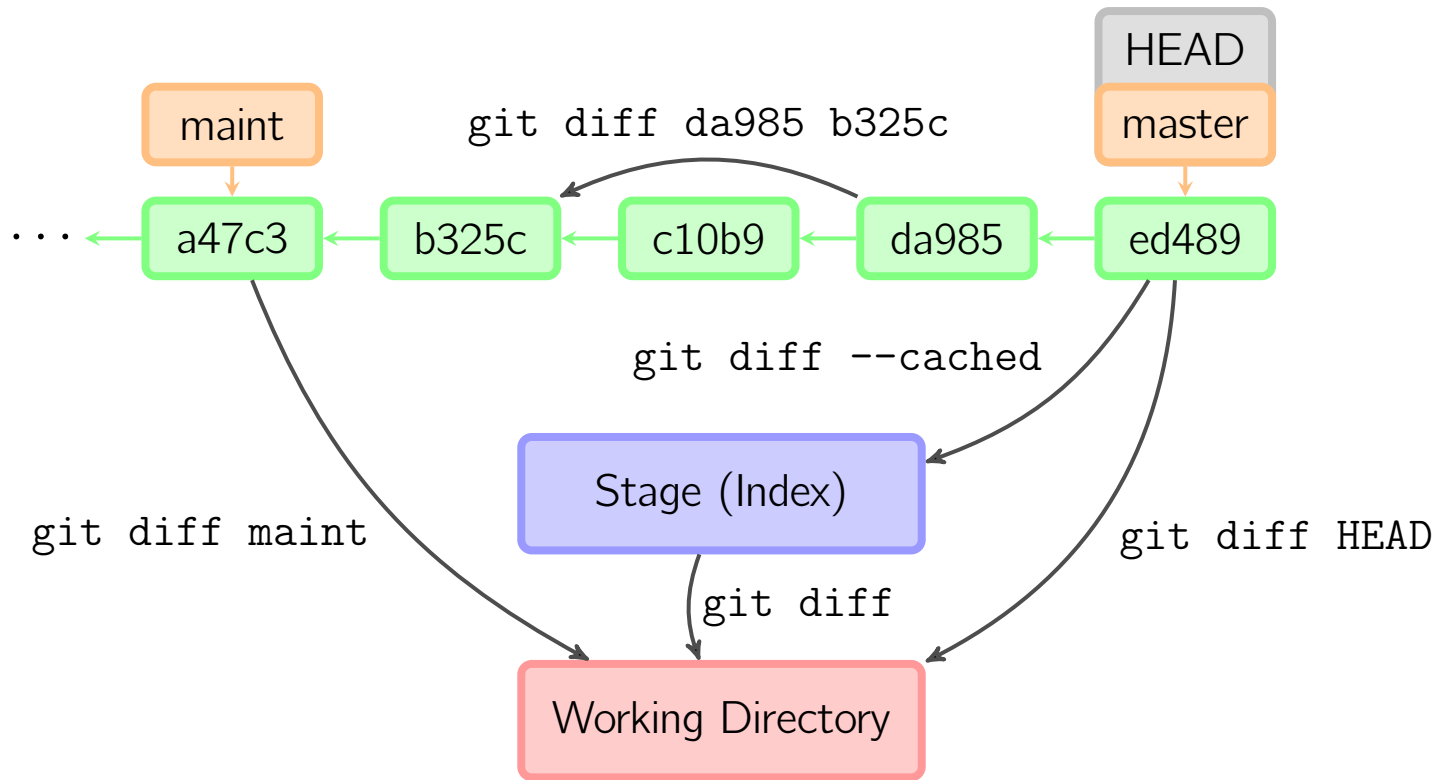 HEAD
maint
git diff da985 b325c
master
...
a47c3
b325c
c10b9
da985
ed489
git diff --cached
Stage (Index)
git diff maint
git diff HEAD
git diff
Working Directory